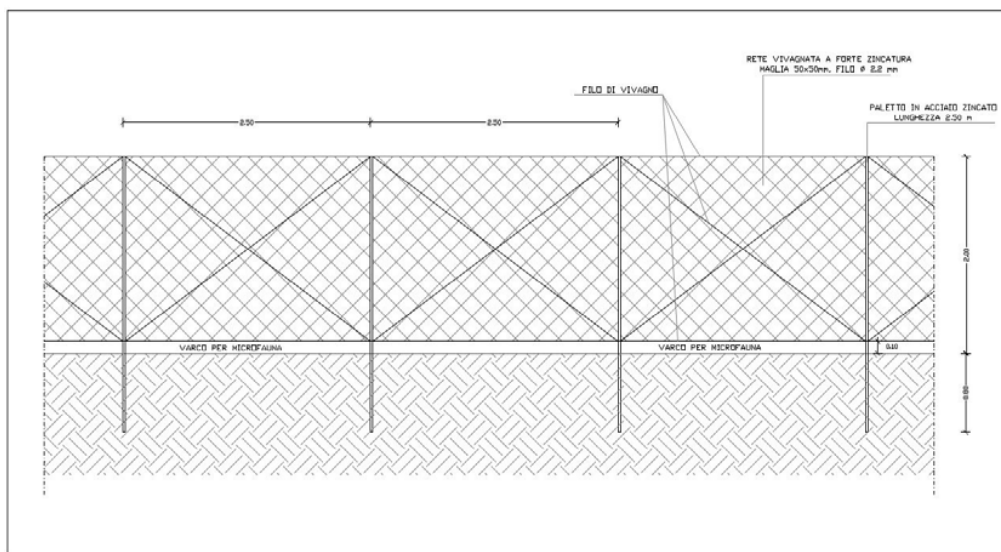 RETE VIVAGNATA A FORTE ZINCATURA
MAGLIA 50x50mm, FILO Ø 2.2 mm
FILO DI VIVAGNO
PALETTO IN ACCIAIO ZINCATO
LUNGHEZZA 2.50 m
2.50
2.50
2.00
VARCO PER MICROFAUNA
VARCO PER MICROFAUNA
0.10
0.80